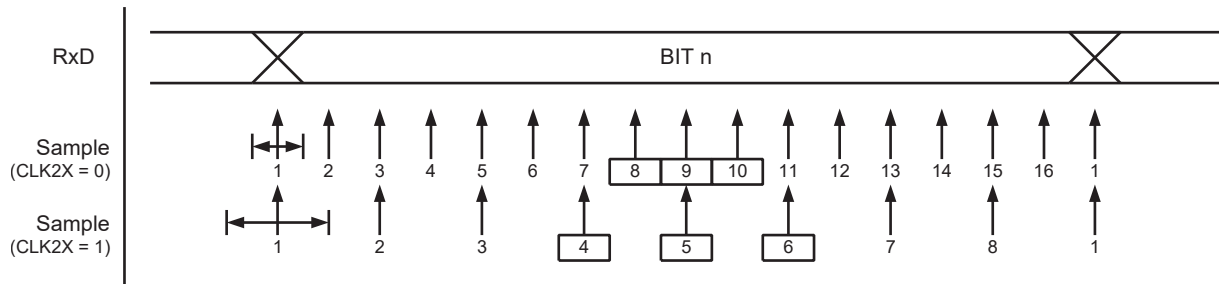 RxD BIT n
Sample
(CLK2X = 0)
1 2 3 4 5 6 7 8 9 10 11 12 13 14 15 16 1
Sample
(CLK2X = 1)
1 2 3 4 5 6 7 8 1